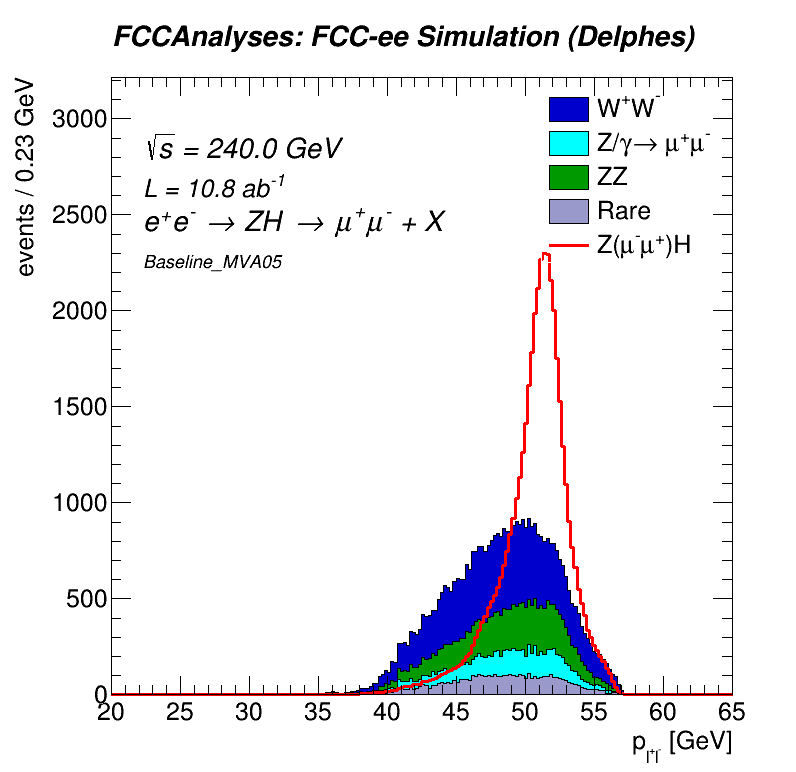 FCCAnalyses: FCC-ee Simulation (Delphes)
events / 0.23 GeV
3000
2500
2000
1500
1000
500
0
√s = 240.0 GeV
L = 10.8 ab⁻¹
e⁺e⁻ → ZH → μ⁺μ⁻ + X
Baseline_MVA05
W⁺W⁻
Z/γ→ μ⁺μ⁻
ZZ
Rare
Z(μ⁻μ⁺)H
20 25 30 35 40 45 50 55 60 65
p_l⁺l⁻ [GeV]